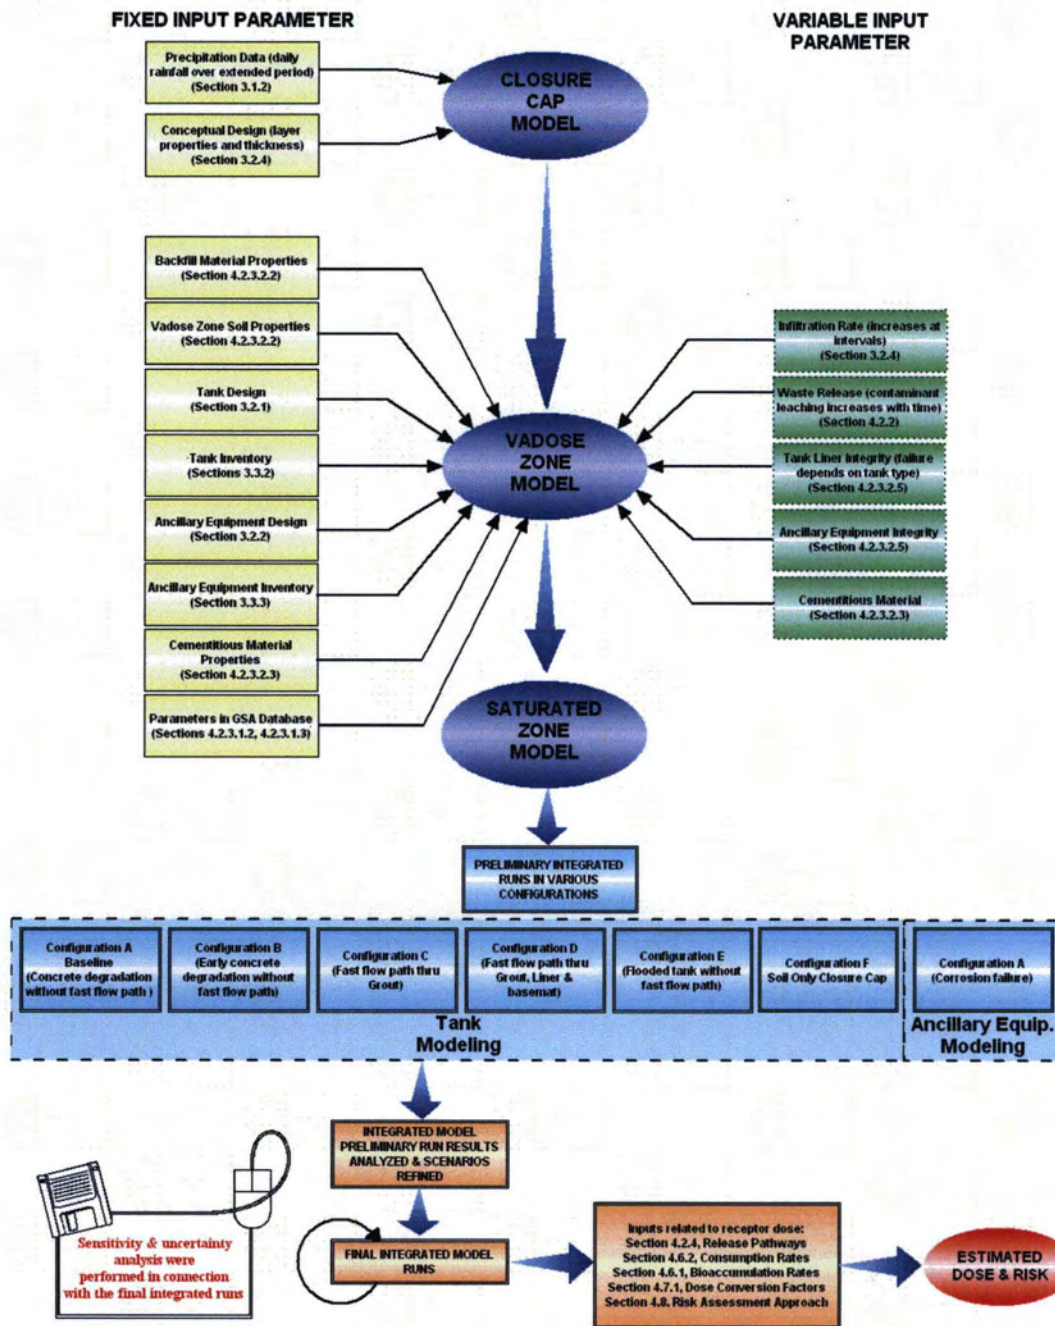 FIXED INPUT PARAMETER
VARIABLE INPUT
PARAMETER
Precipitation Data (daily
rainfall over extended period)
(Section 3.1.2)
Conceptual Design (layer
properties and thickness)
(Section 3.2.4)
CLOSURE
CAP
MODEL
Backfill Material Properties
(Section 4.2.3.2.2)
Vadose Zone Soil Properties
(Section 4.2.3.2.2)
Tank Design
(Section 3.2.1)
Tank Inventory
(Sections 3.3.2)
Ancillary Equipment Design
(Section 3.2.2)
Ancillary Equipment Inventory
(Section 3.3.3)
Cementitious Material
Properties
(Section 4.2.3.2.3)
Parameters in GSA Database
(Sections 4.2.3.1.2, 4.2.3.1.3)
VADOSE
ZONE
MODEL
Infiltration Rate (increases at
intervals)
(Section 3.2.4)
Waste Release (contaminant
leaching increases with time)
(Section 4.2.2)
Tank Liner Integrity (failure
depends on tank type)
(Section 4.2.3.2.5)
Ancillary Equipment Integrity
(Section 4.2.3.2.5)
Cementitious Material
(Section 4.2.3.2.3)
SATURATED
ZONE
MODEL
PRELIMINARY INTEGRATED
RUNS IN VARIOUS
CONFIGURATIONS
Configuration A
Baseline
(Concrete degradation
without fast flow path )
Configuration B
(Early concrete
degradation without
fast flow path)
Configuration C
(Fast flow path thru
Grout)
Configuration D
(Fast flow path thru
Grout, Liner &
basemat)
Configuration E
(Flooded tank without
fast flow path)
Configuration F
Soil Only Closure Cap
Configuration A
(Corrosion failure)
Tank
Modeling
Ancillary Equip.
Modeling
INTEGRATED MODEL
PRELIMINARY RUN RESULTS
ANALYZED & SCENARIOS
REFINED
Sensitivity & uncertainty
analysis were
performed in connection
with the final integrated runs
FINAL INTEGRATED MODEL
RUNS
Inputs related to receptor dose:
Section 4.2.4, Release Pathways
Section 4.6.2, Consumption Rates
Section 4.6.1, Bioaccumulation Rates
Section 4.7.1, Dose Conversion Factors
Section 4.8, Risk Assessment Approach
ESTIMATED
DOSE & RISK